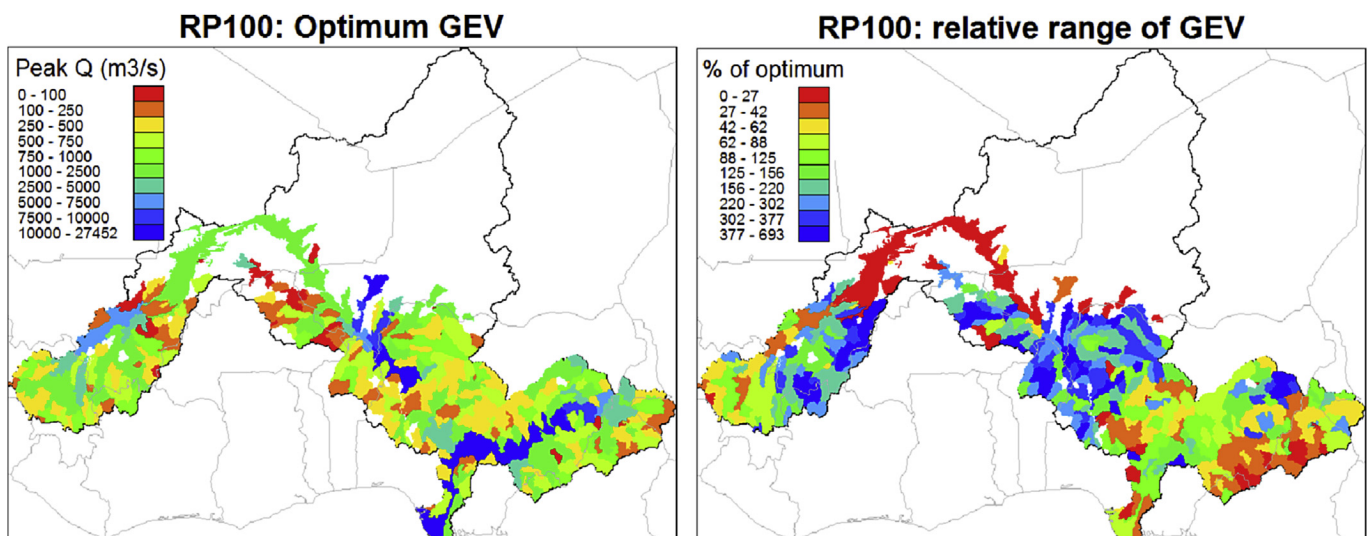 RP100: Optimum GEV
Peak Q (m3/s)
0 - 100
100 - 250
250 - 500
500 - 750
750 - 1000
1000 - 2500
2500 - 5000
5000 - 7500
7500 - 10000
10000 - 27452
RP100: relative range of GEV
% of optimum
0 - 27
27 - 42
42 - 62
62 - 88
88 - 125
125 - 156
156 - 220
220 - 302
302 - 377
377 - 693